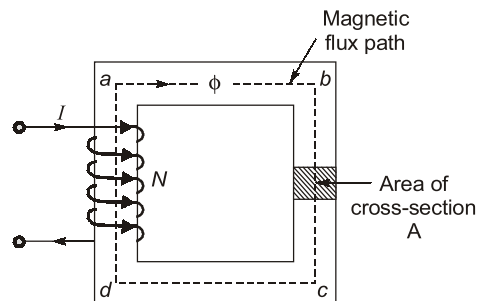 Magnetic
flux path
a
ϕ
b
I
N
Area of
cross-section
A
d
c